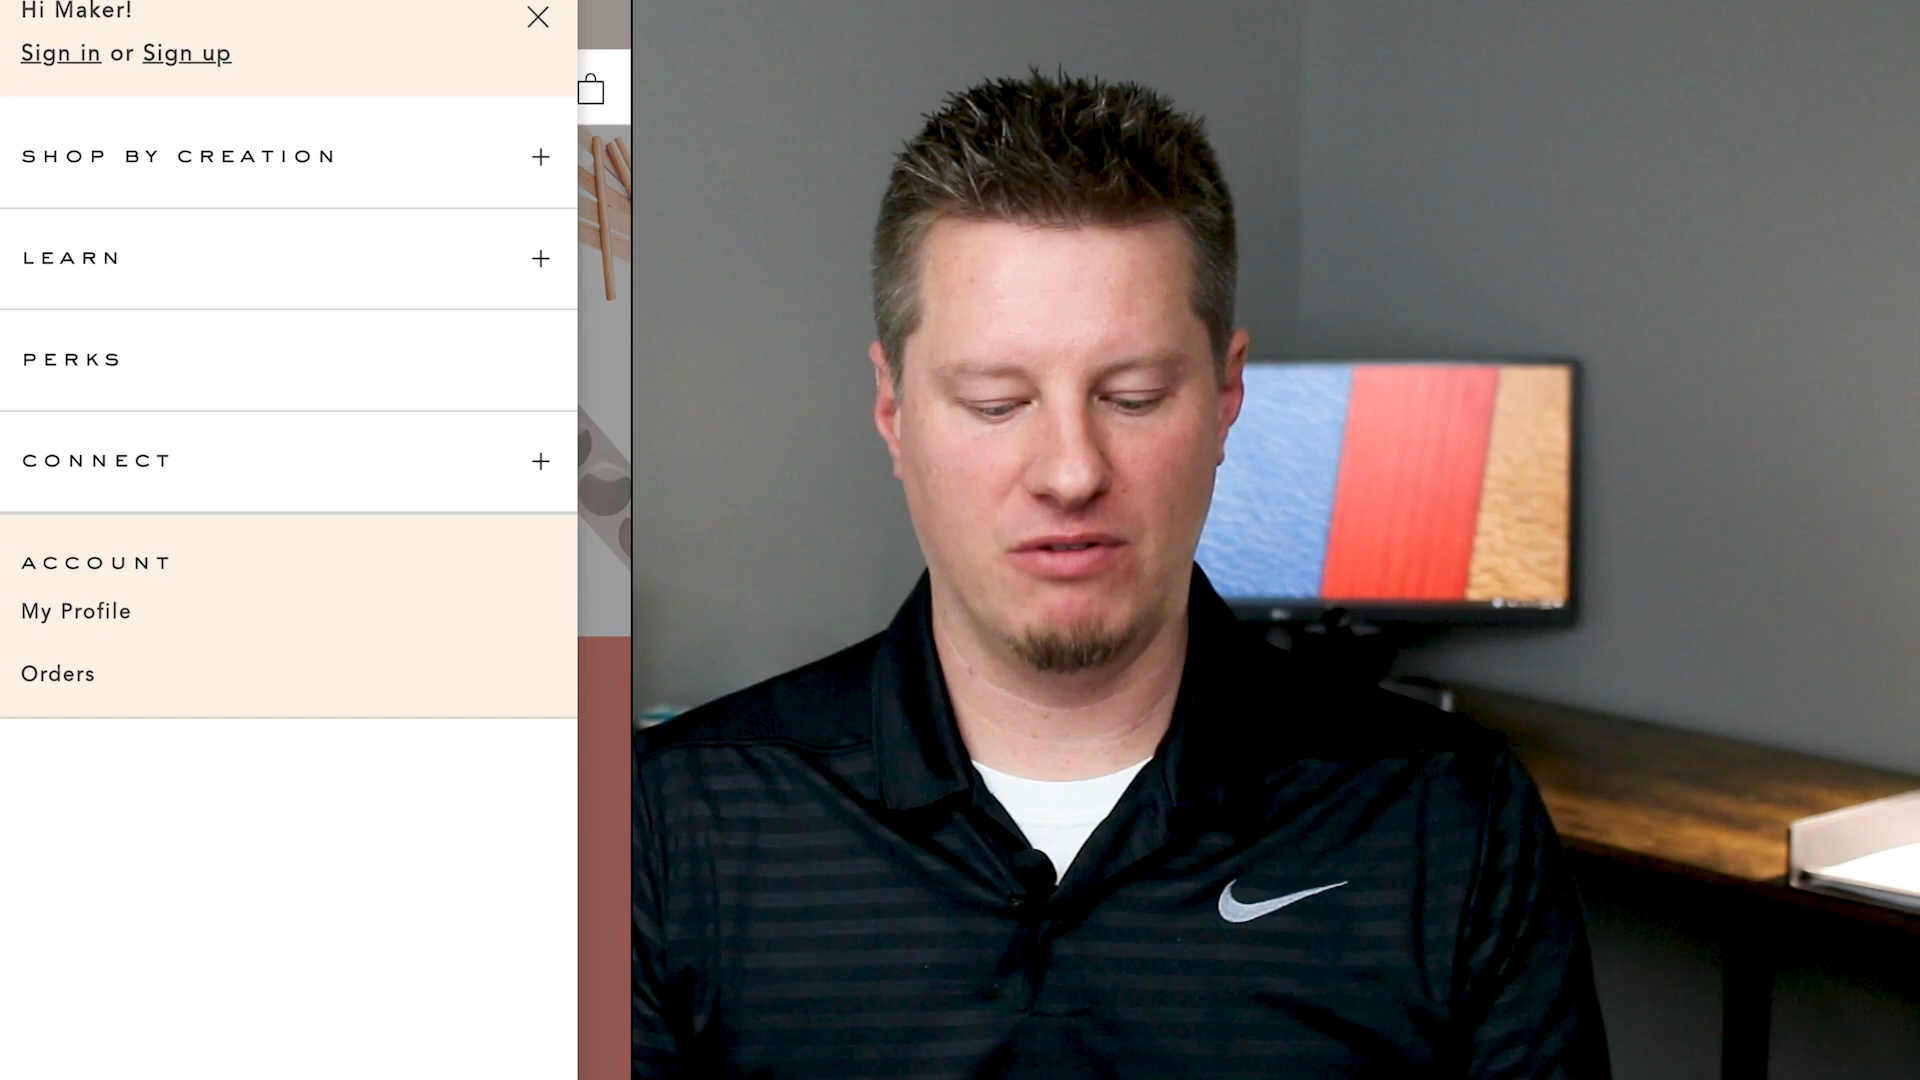 Hi Maker!
Sign in or Sign up
SHOP BY CREATION
LEARN
PERKS
CONNECT
ACCOUNT
My Profile
Orders